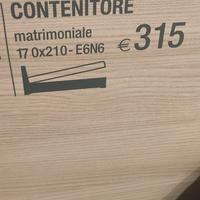 CONTENITORE
matrimoniale
170x210-E6N6
€315